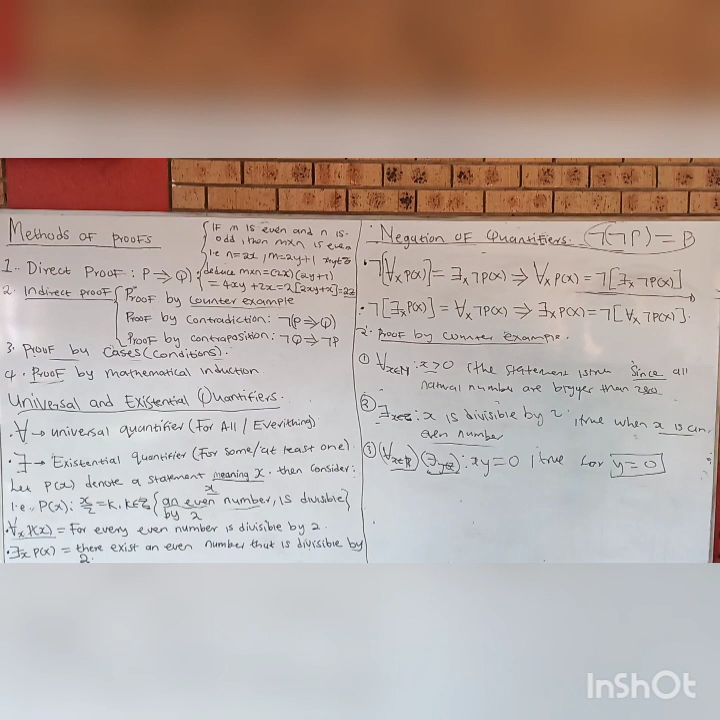 Methods of Proofs
{If m is even and n is
odd, then m×n is even
i.e n=2x, m=2y+1 x,y∈Z
1. Direct Proof: P⇒Q
deduce m×n=(2x)(2y+1)
=4xy+2x=2[2xy+x]=2Z
2. Indirect proof { Proof by counter example
Proof by contradiction: ¬(P⇒Q)
Proof by contraposition: ¬Q⇒¬P
3. Proof by cases (conditions).
4. Proof by mathematical induction.
Universal and Existential Quantifiers.
• ∀→ universal quantifier (For All / Everithing)
• ∃→ Existential quantifier (For some/at least one)
Let P(x) denote a statement meaning x. then consider:
i.e., P(x): x/2=k, k∈Z {an even number, is divisible}
by 2
• ∀x P(x) = For every even number is divisible by 2.
• ∃x P(x) = there exist an even number that is divisible by
2.
Negation of Quantifiers. (¬(¬P)) = P
• ¬[∀x P(x)] = ∃x ¬P(x) ⇒ ∀x P(x) = ¬[∃x ¬P(x)]
• ¬[∃x P(x)] = ∀x ¬P(x) ⇒ ∃x P(x) = ¬[∀x ¬P(x)].
2. Proof by counter example.
① ∀x∈N: x>0 , the statement is true since all
natural number are bigger than zero
② ∃x∈Z: x is divisible by 2, true when x is an
even number
③ (∀x∈R)(∃y∈Z): xy=0 , true for y=0
InShOt